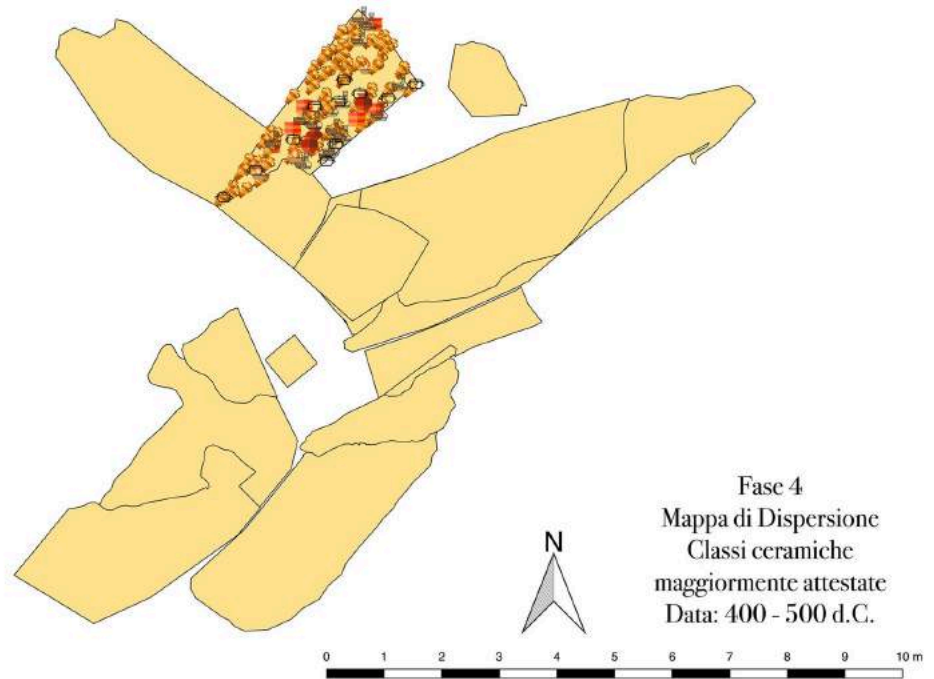 Fase 4
Mappa di Dispersione
Classi ceramiche
maggiormente attestate
Data: 400 - 500 d.C.
N
0 1 2 3 4 5 6 7 8 9 10 m